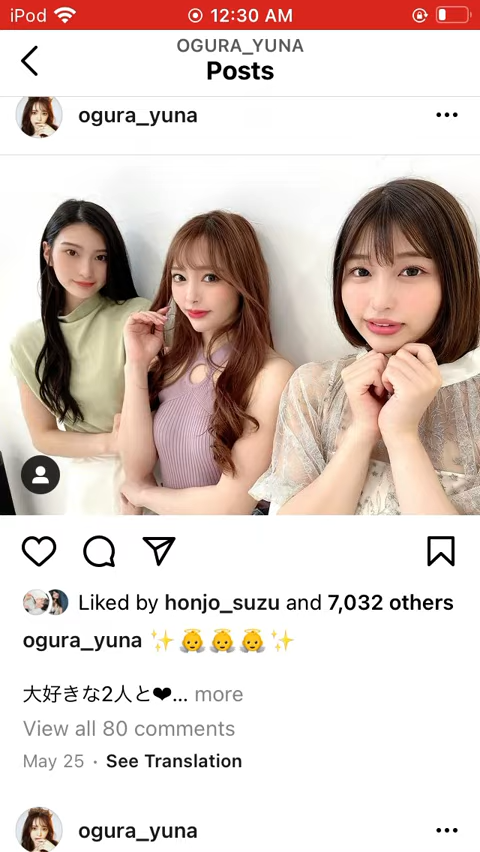 iPod 12:30 AM
OGURA_YUNA
Posts
ogura_yuna
Liked by honjo_suzu and 7,032 others
ogura_yuna ✨👼👼👼✨
大好きな2人と❤... more
View all 80 comments
May 25 · See Translation
ogura_yuna